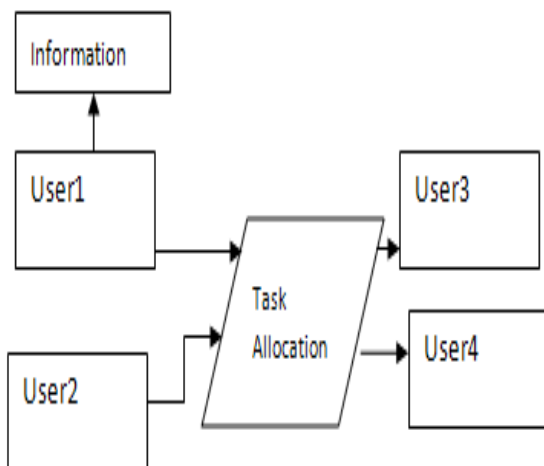 Information
User1
User3
Task
Allocation
User2
User4